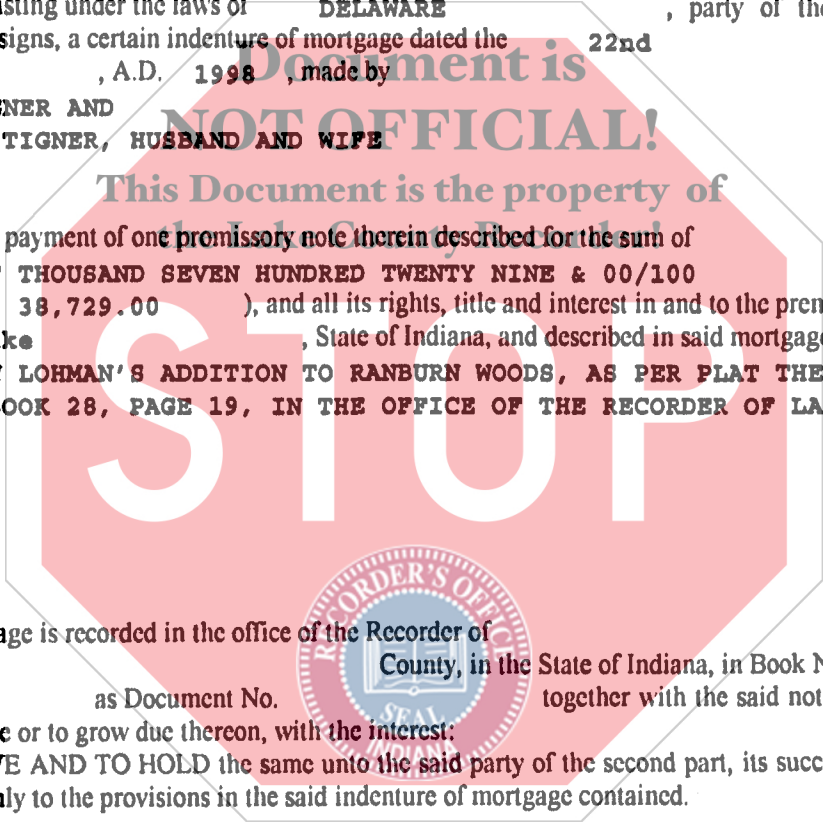 sting under the laws of DELAWARE , party of the
signs, a certain indenture of mortgage dated the 22nd
, A.D. 1998 , made by
Document is
NER AND
NOT OFFICIAL!
TIGNER, HUSBAND AND WIFE
This Document is the property of
the Lake County Recorder!
payment of one promissory note therein described for the sum of
THOUSAND SEVEN HUNDRED TWENTY NINE & 00/100
38,729.00 ), and all its rights, title and interest in and to the prem
ke , State of Indiana, and described in said mortgage
LOHMAN'S ADDITION TO RANBURN WOODS, AS PER PLAT THE
OOK 28, PAGE 19, IN THE OFFICE OF THE RECORDER OF LA
STOP
RECORDER'S OFFICE
SEAL
INDIANA
age is recorded in the office of the Recorder of
County, in the State of Indiana, in Book N
as Document No. together with the said not
e or to grow due thereon, with the interest:
VE AND TO HOLD the same unto the said party of the second part, its succ
nly to the provisions in the said indenture of mortgage contained.